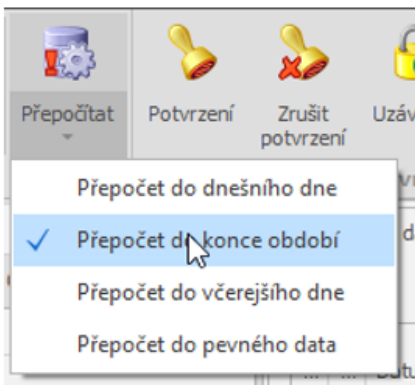 Přepočítat
Potvrzení
Zrušit
potvrzení
Přepočet do dnešního dne
Přepočet do konce období
Přepočet do včerejšího dne
Přepočet do pevného data